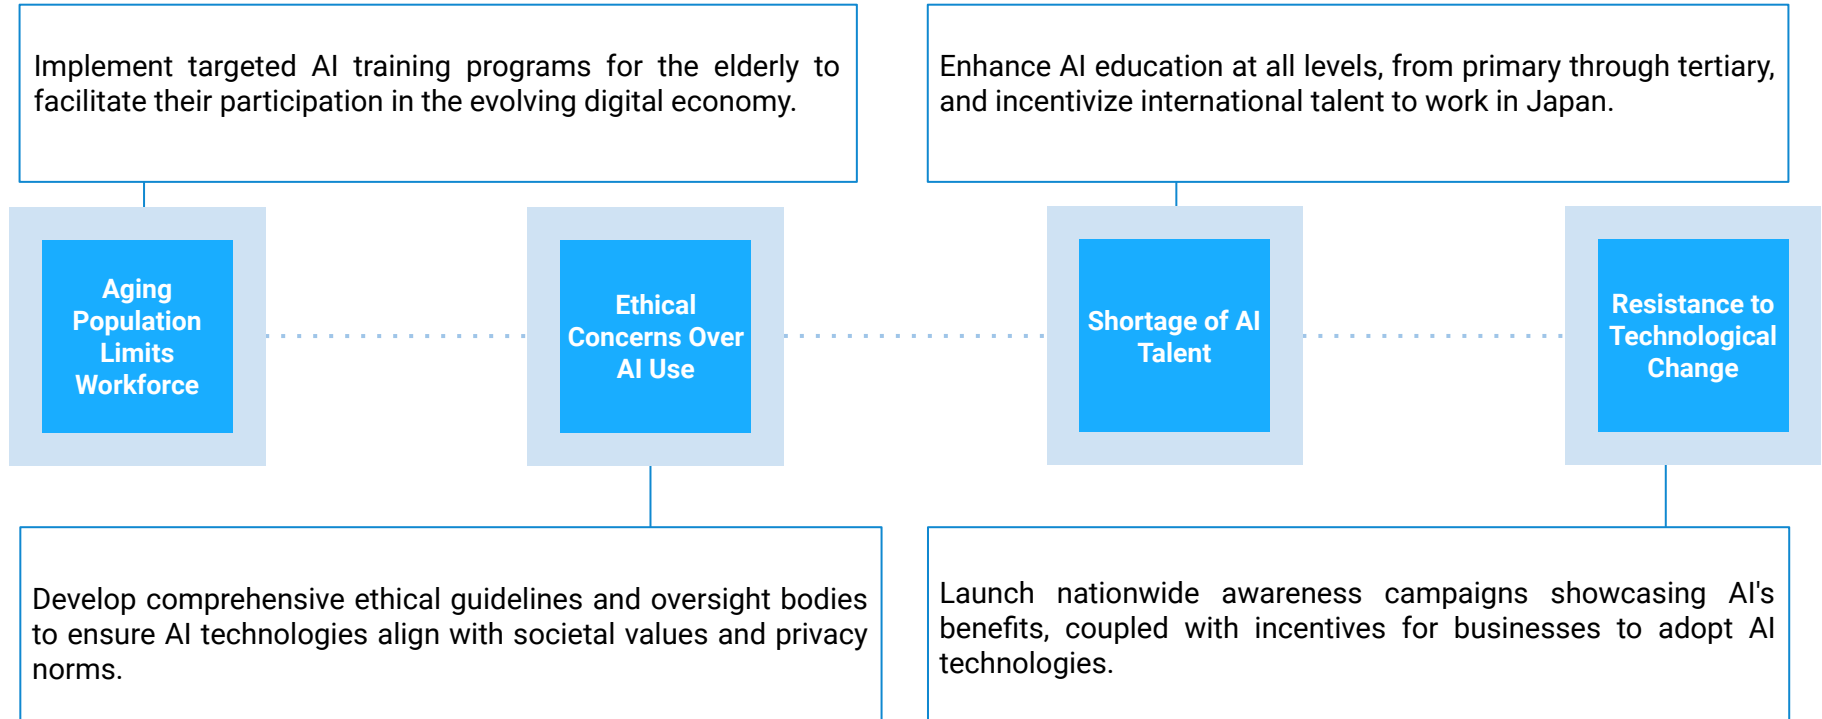 Implement targeted AI training programs for the elderly to
facilitate their participation in the evolving digital economy.
Enhance AI education at all levels, from primary through tertiary,
and incentivize international talent to work in Japan.
Aging
Population
Limits
Workforce
Ethical
Concerns Over
AI Use
Shortage of AI
Talent
Resistance to
Technological
Change
Develop comprehensive ethical guidelines and oversight bodies
to ensure AI technologies align with societal values and privacy
norms.
Launch nationwide awareness campaigns showcasing AI's
benefits, coupled with incentives for businesses to adopt AI
technologies.